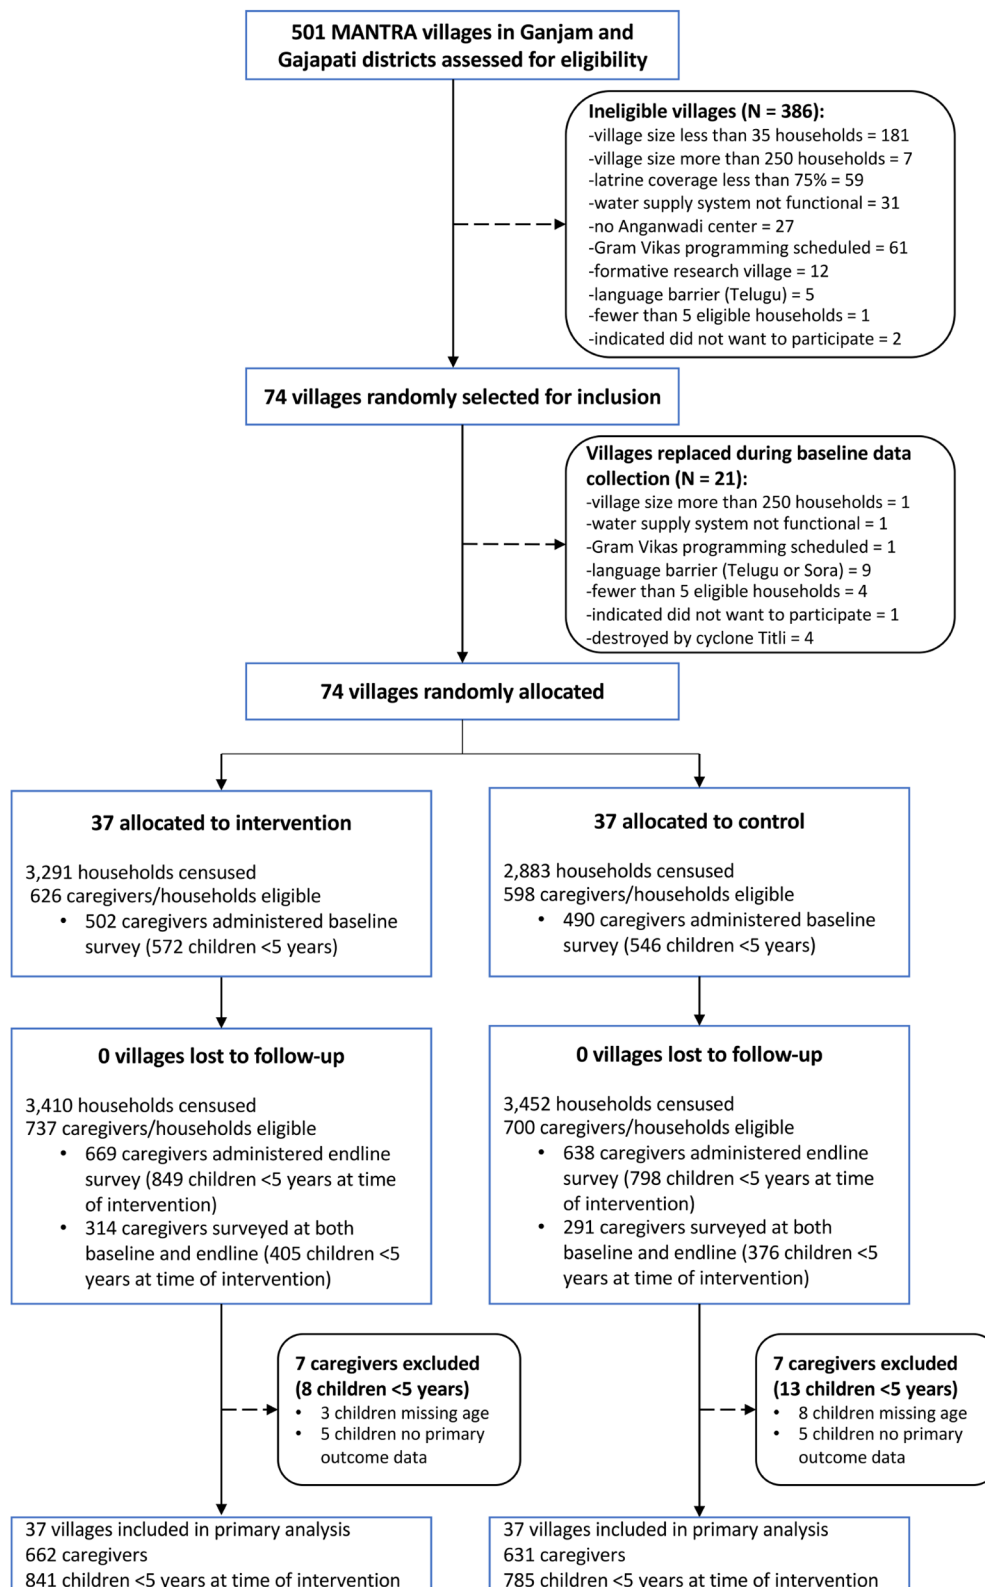 501 MANTRA villages in Ganjam and
Gajapati districts assessed for eligibility
Ineligible villages (N = 386):
-village size less than 35 households = 181
-village size more than 250 households = 7
-latrine coverage less than 75% = 59
-water supply system not functional = 31
-no Anganwadi center = 27
-Gram Vikas programming scheduled = 61
-formative research village = 12
-language barrier (Telugu) = 5
-fewer than 5 eligible households = 1
-indicated did not want to participate = 2
74 villages randomly selected for inclusion
Villages replaced during baseline data
collection (N = 21):
-village size more than 250 households = 1
-water supply system not functional = 1
-Gram Vikas programming scheduled = 1
-language barrier (Telugu or Sora) = 9
-fewer than 5 eligible households = 4
-indicated did not want to participate = 1
-destroyed by cyclone Titli = 4
74 villages randomly allocated
37 allocated to intervention
3,291 households censused
626 caregivers/households eligible
• 502 caregivers administered baseline
survey (572 children <5 years)
37 allocated to control
2,883 households censused
598 caregivers/households eligible
• 490 caregivers administered baseline
survey (546 children <5 years)
0 villages lost to follow-up
3,410 households censused
737 caregivers/households eligible
• 669 caregivers administered endline
survey (849 children <5 years at time
of intervention)
• 314 caregivers surveyed at both
baseline and endline (405 children <5
years at time of intervention)
0 villages lost to follow-up
3,452 households censused
700 caregivers/households eligible
• 638 caregivers administered endline
survey (798 children <5 years at time
of intervention)
• 291 caregivers surveyed at both
baseline and endline (376 children <5
years at time of intervention)
7 caregivers excluded
(8 children <5 years)
• 3 children missing age
• 5 children no primary
outcome data
7 caregivers excluded
(13 children <5 years)
• 8 children missing age
• 5 children no primary
outcome data
37 villages included in primary analysis
662 caregivers
841 children <5 years at time of intervention
37 villages included in primary analysis
631 caregivers
785 children <5 years at time of intervention